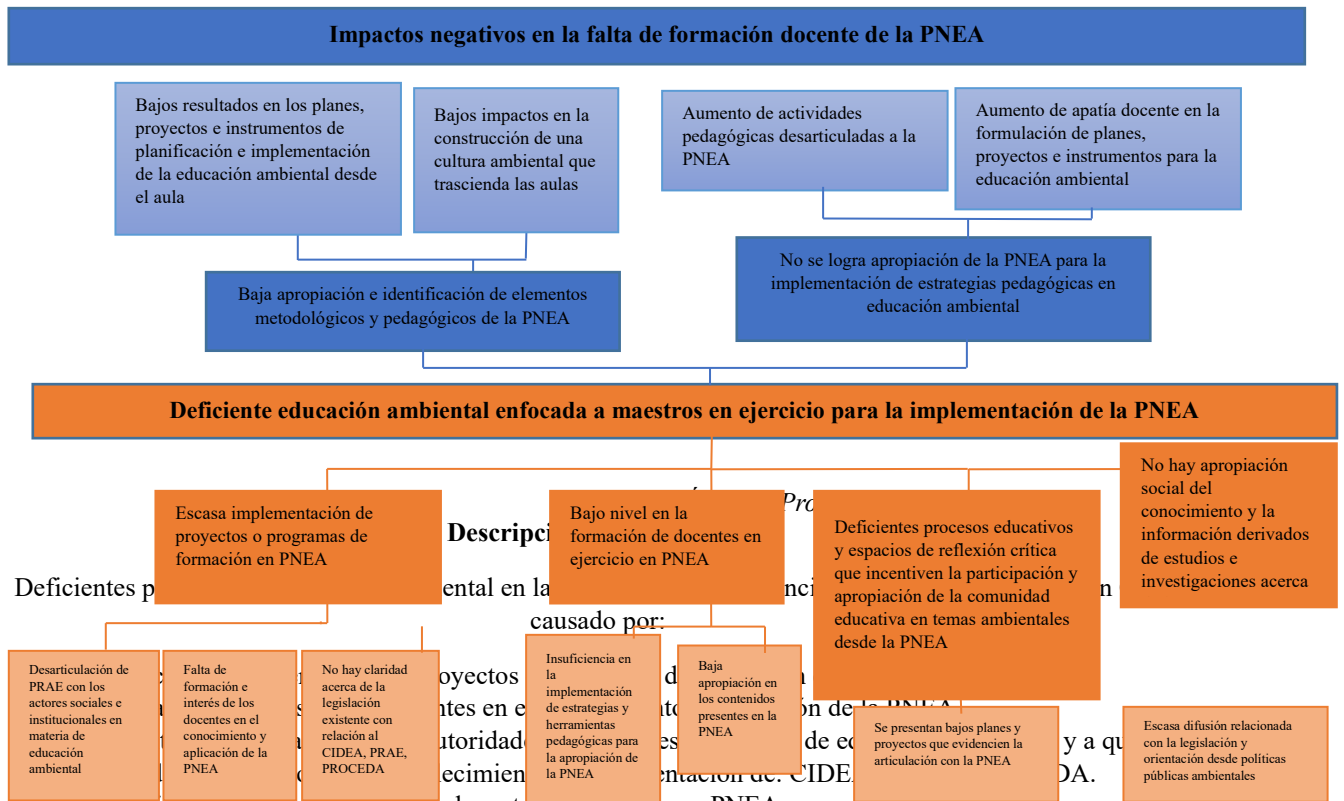 Impactos negativos en la falta de formación docente de la PNEA
Bajos resultados en los planes,
proyectos e instrumentos de
planificación e implementación
de la educación ambiental desde
el aula
Bajos impactos en la
construcción de una
cultura ambiental que
trascienda las aulas
Aumento de actividades
pedagógicas desarticuladas a la
PNEA
Aumento de apatía docente en la
formulación de planes,
proyectos e instrumentos para la
educación ambiental
Baja apropiación e identificación de elementos
metodológicos y pedagógicos de la PNEA
No se logra apropiación de la PNEA para la
implementación de estrategias pedagógicas en
educación ambiental
Deficiente educación ambiental enfocada a maestros en ejercicio para la implementación de la PNEA
Escasa implementación de
proyectos o programas de
formación en PNEA
Bajo nivel en la
formación de docentes en
ejercicio en PNEA
Deficientes procesos educativos
y espacios de reflexión crítica
que incentiven la participación y
apropiación de la comunidad
educativa en temas ambientales
desde la PNEA
No hay apropiación
social del
conocimiento y la
información derivados
de estudios e
investigaciones acerca
Deficientes
en la
causado por:
Desarticulación de
PRAE con los
actores sociales e
institucionales en
materia de
educación
ambiental
Falta de
formación e
interés de los
docentes en el
conocimiento y
aplicación de la
PNEA
No hay claridad
acerca de la
legislación
existente con
relación al
CIDEA, PRAE,
PROCEDA
Insuficiencia en
la
implementación
de estrategias y
herramientas
pedagógicas para
la apropiación de
la PNEA
Baja
apropiación en
los contenidos
presentes en la
PNEA
Se presentan bajos planes y
proyectos que evidencien la
articulación con la PNEA
Escasa difusión relacionada
con la legislación y
orientación desde políticas
públicas ambientales
de la PNEA
y a
PNEA